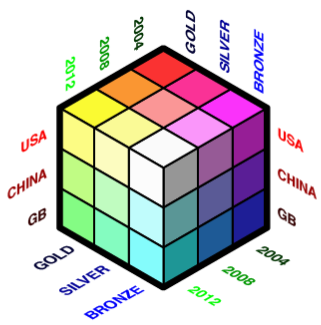 2012
2008
2004
GOLD
SILVER
BRONZE
USA
CHINA
GB
USA
CHINA
GB
GOLD
SILVER
BRONZE
2004
2008
2012